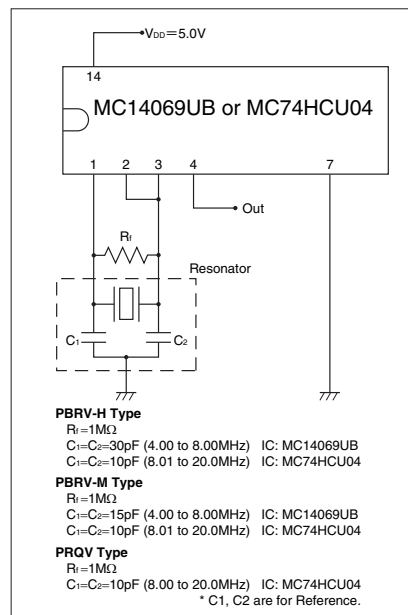 VDD=5.0V
14
MC14069UB or MC74HCU04
1 2 3 4 7
Out
Rf
Resonator
C1 C2
PBRV-H Type
Rf=1MΩ
C1=C2=30pF (4.00 to 8.00MHz) IC: MC14069UB
C1=C2=10pF (8.01 to 20.0MHz) IC: MC74HCU04
PBRV-M Type
Rf=1MΩ
C1=C2=15pF (4.00 to 8.00MHz) IC: MC14069UB
C1=C2=10pF (8.01 to 20.0MHz) IC: MC74HCU04
PRQV Type
Rf=1MΩ
C1=C2=10pF (8.00 to 20.0MHz) IC: MC74HCU04
* C1, C2 are for Reference.